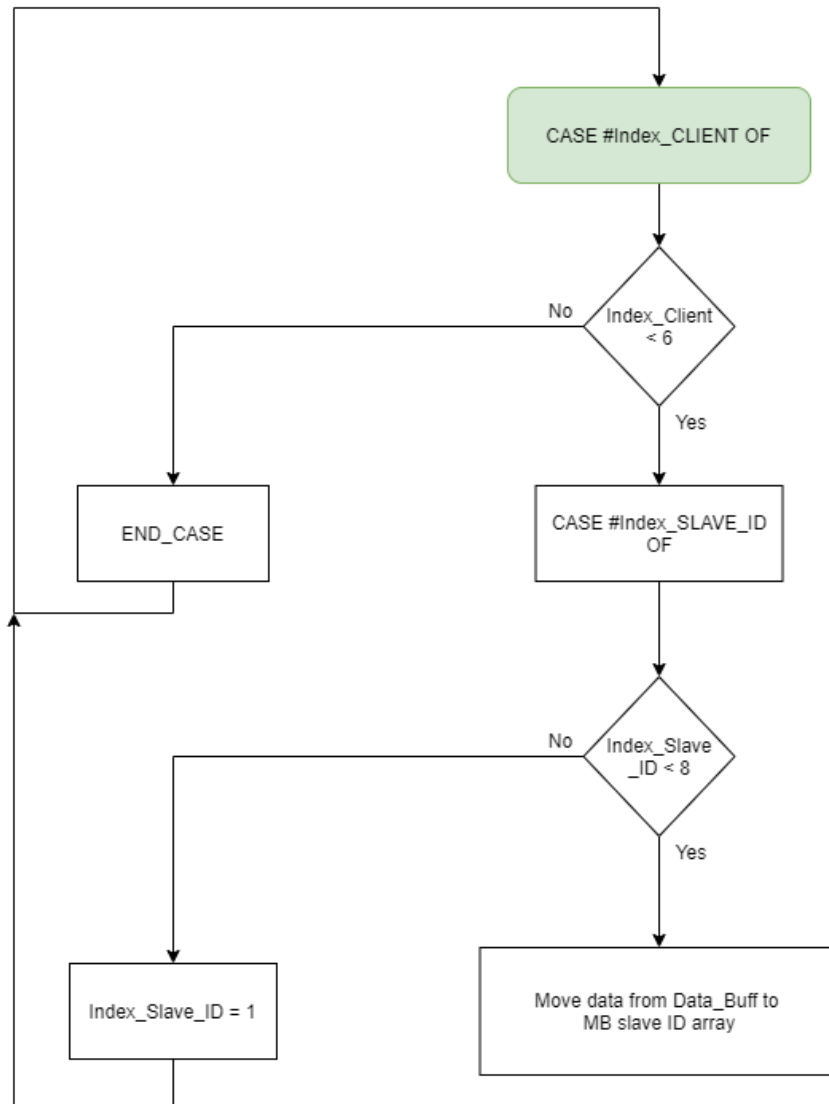 CASE #Index_CLIENT OF
No
Index_Client
< 6
Yes
END_CASE
CASE #Index_SLAVE_ID
OF
No
Index_Slave
_ID < 8
Yes
Index_Slave_ID = 1
Move data from Data_Buff to
MB slave ID array